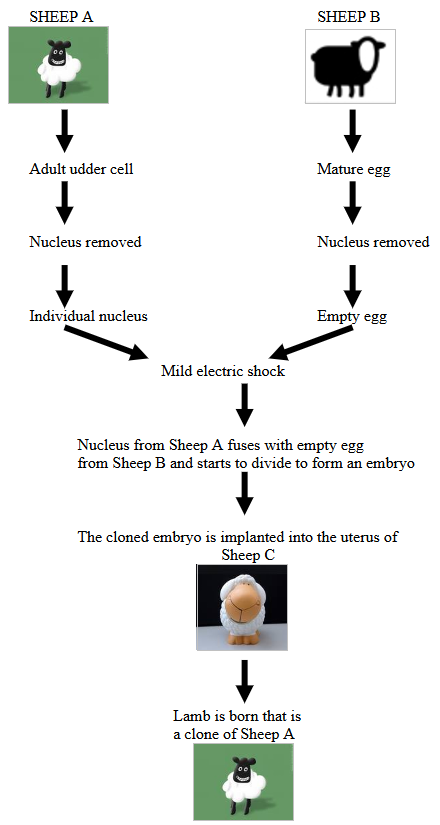 SHEEP A
SHEEP B
Adult udder cell
Mature egg
Nucleus removed
Nucleus removed
Individual nucleus
Empty egg
Mild electric shock
Nucleus from Sheep A fuses with empty egg
from Sheep B and starts to divide to form an embryo
The cloned embryo is implanted into the uterus of
Sheep C
Lamb is born that is
a clone of Sheep A